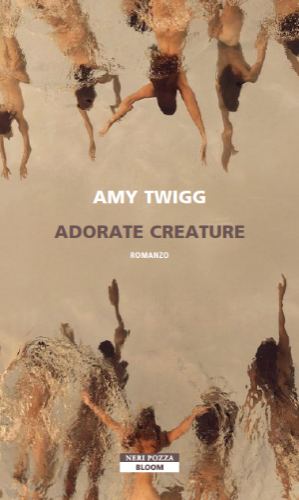 AMY TWIGG
ADORATE CREATURE
ROMANZO
NERI POZZA
BLOOM